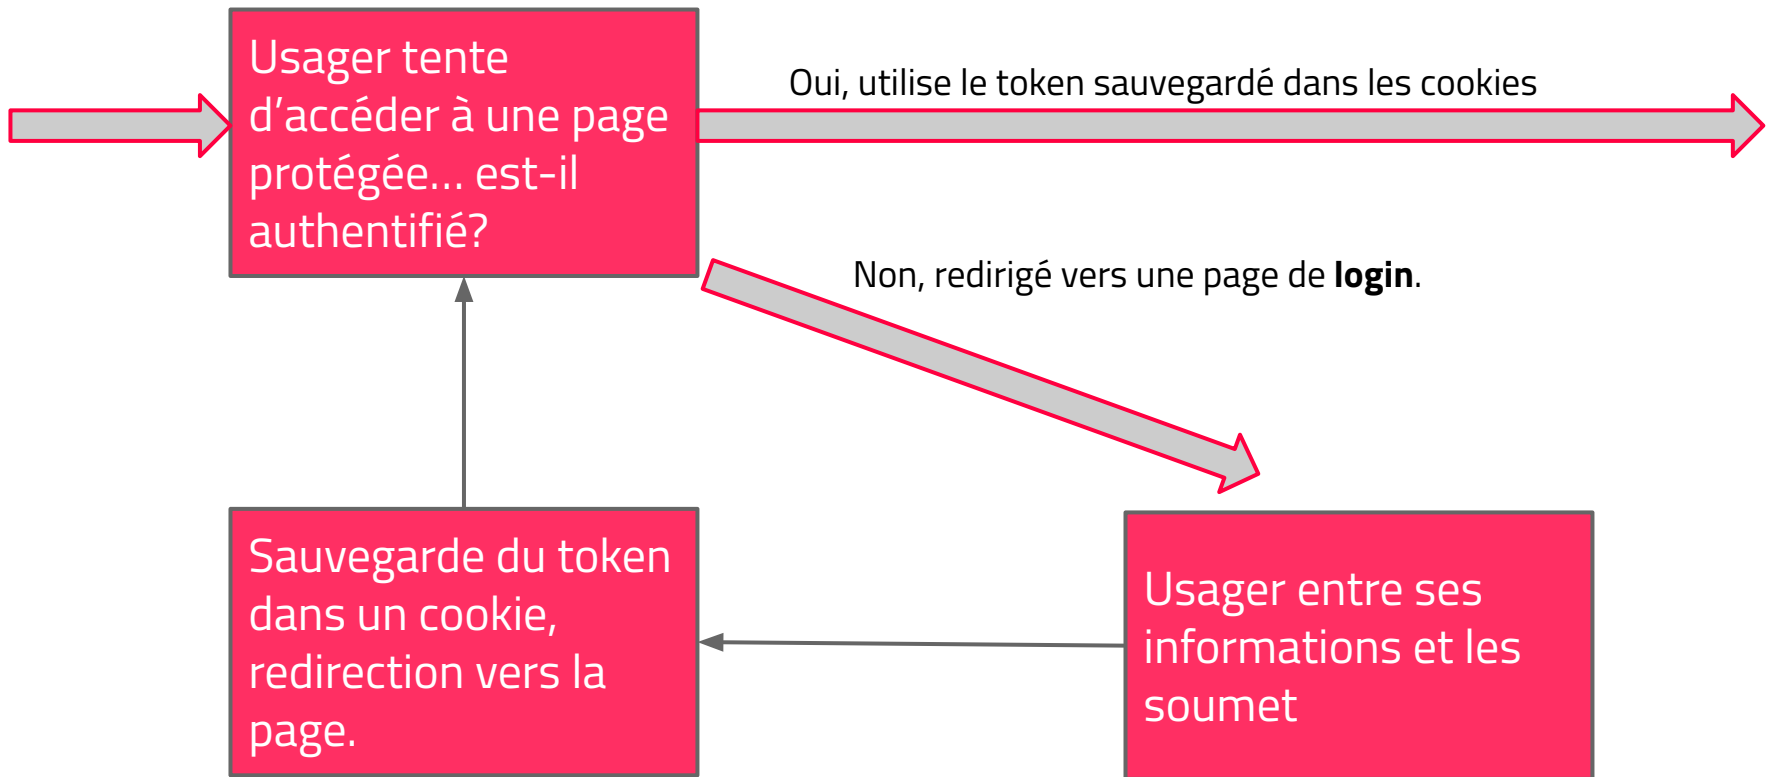 Usager tente
d’accéder à une page
protégée... est-il
authentifié?
Oui, utilise le token sauvegardé dans les cookies
Non, redirigé vers une page de login.
Sauvegarde du token
dans un cookie,
redirection vers la
page.
Usager entre ses
informations et les
soumet